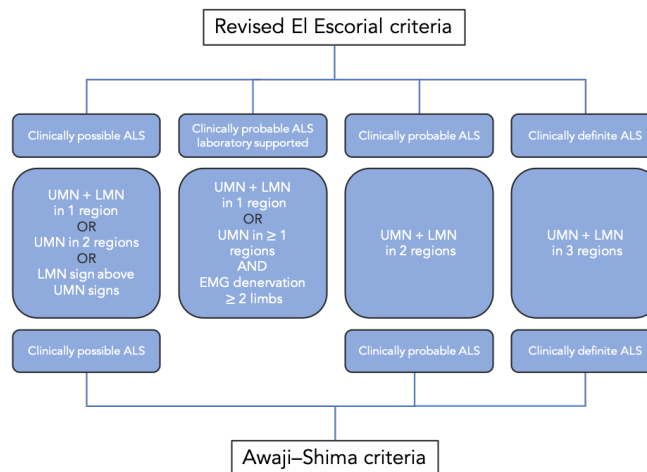 Revised El Escorial criteria
Clinically possible ALS
Clinically probable ALS
laboratory supported
Clinically probable ALS
Clinically definite ALS
UMN + LMN
in 1 region
OR
UMN in 2 regions
OR
LMN sign above
UMN signs
UMN + LMN
in 1 region
OR
UMN in ≥ 1
regions
AND
EMG denervation
≥ 2 limbs
UMN + LMN
in 2 regions
UMN + LMN
in 3 regions
Clinically possible ALS
Clinically probable ALS
Clinically definite ALS
Awaji–Shima criteria